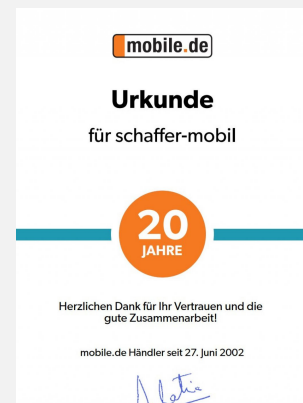 mobile.de
Urkunde
für schaffer-mobil
20
JAHRE
Herzlichen Dank für Ihr Vertrauen und die
gute Zusammenarbeit!
mobile.de Händler seit 27. Juni 2002